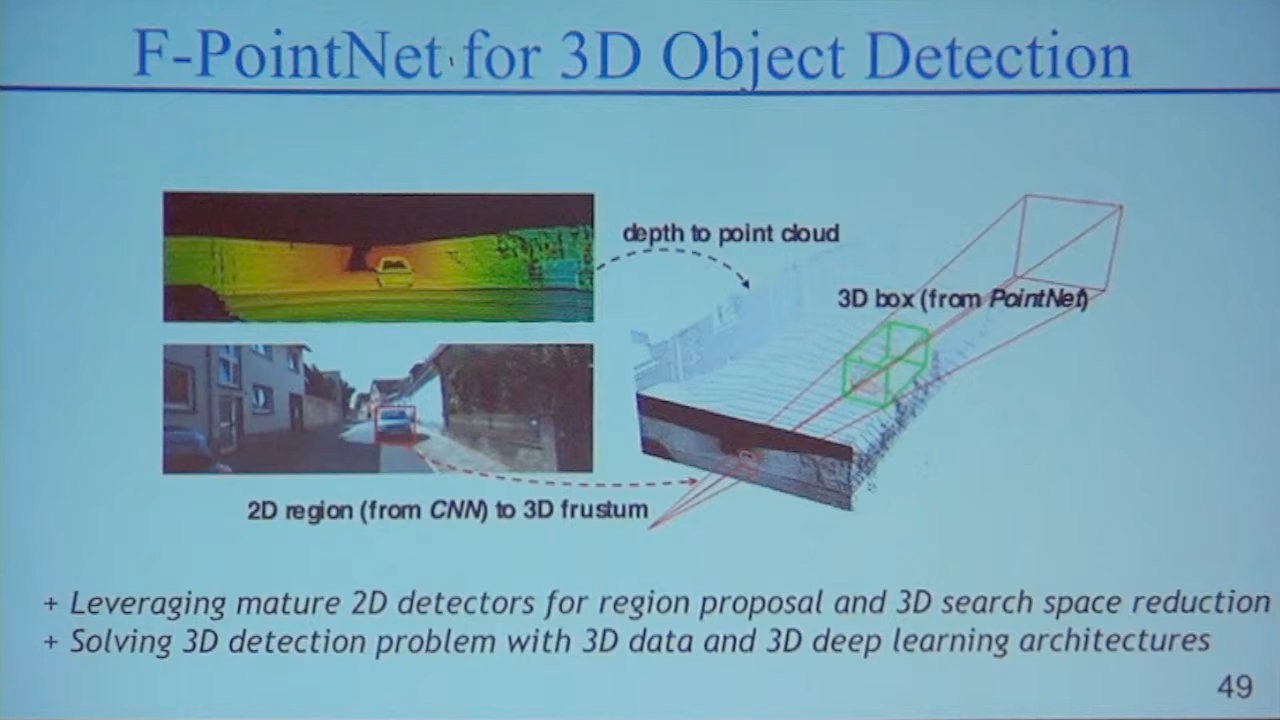 F-PointNet for 3D Object Detection
depth to point cloud
3D box (from PointNet)
2D region (from CNN) to 3D frustum
+ Leveraging mature 2D detectors for region proposal and 3D search space reduction
+ Solving 3D detection problem with 3D data and 3D deep learning architectures
49